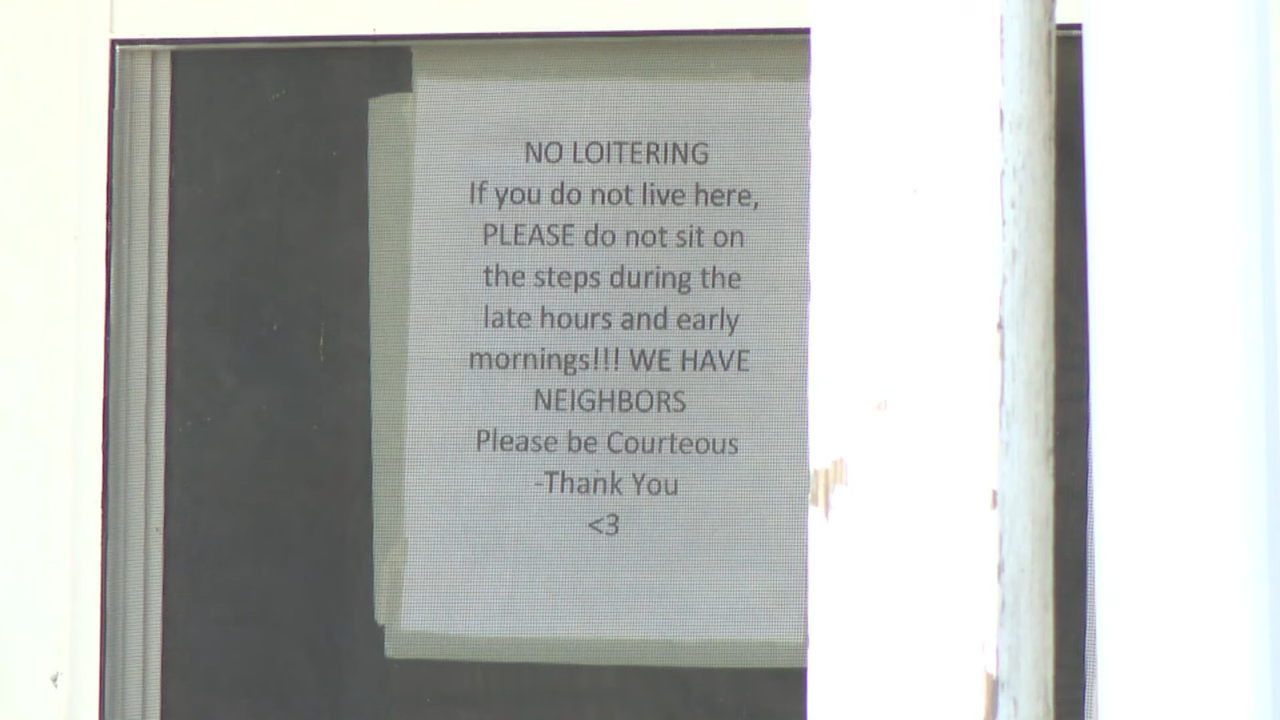 NO LOITERING
If you do not live here,
PLEASE do not sit on
the steps during the
late hours and early
mornings!!! WE HAVE
NEIGHBORS
Please be Courteous
-Thank You
<3